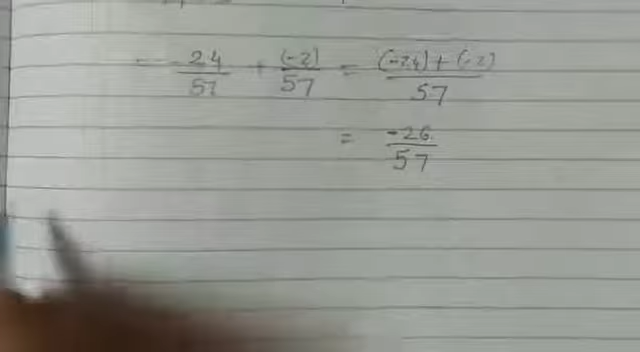 - 24/57 + (-2)/57 = (-24) + (-2)/57
= -26/57